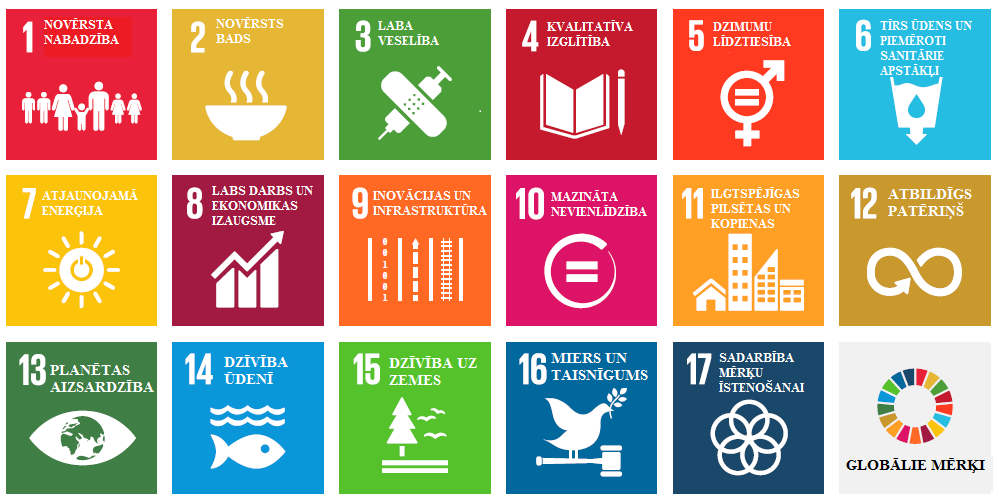 1 NOVĒRSTA
NABADZĪBA
2 NOVĒRSTS
BADS
3 LABA
VESELĪBA
4 KVALITATĪVA
IZGLĪTĪBA
5 DZIMUMU
LĪDZTIESĪBA
6 TĪRS ŪDENS UN
PIEMĒROTI
SANITĀRIE
APSTĀKĻI
7 ATJAUNOJAMĀ
ENERĢIJA
8 LABS DARBS UN
EKONOMIKAS
IZAUGSME
9 INOVĀCIJAS UN
INFRASTRUKTŪRA
001001
10 MAZINĀTA
NEVIENLĪDZĪBA
11 ILGTSPĒJĪGAS
PILSĒTAS UN
KOPIENAS
12 ATBILDĪGS
PATĒRIŅŠ
13 PLANĒTAS
AIZSARDZĪBA
14 DZĪVĪBA
ŪDENĪ
15 DZĪVĪBA UZ
ZEMES
16 MIERS UN
TAISNĪGUMS
17 SADARBĪBA
MĒRĶU
ĪSTENOŠANAI
GLOBĀLIE MĒRĶI